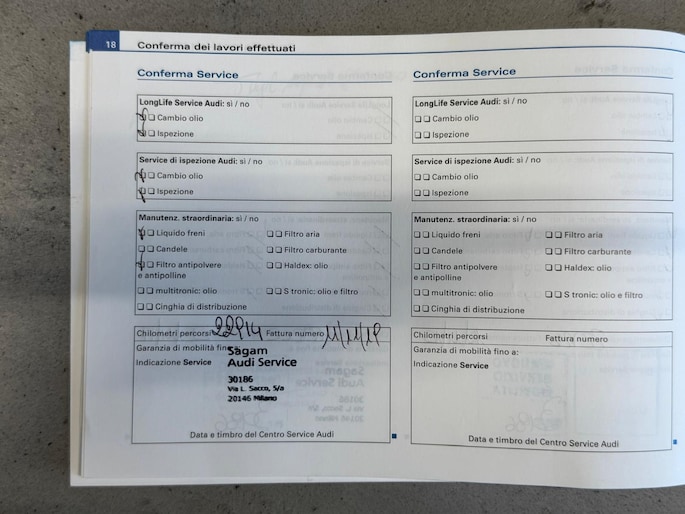 18 Conferma dei lavori effettuati
Conferma Service
LongLife Service Audi: sì / no
Cambio olio
Ispezione
Service di ispezione Audi: sì / no
Cambio olio
Ispezione
Manutenz. straordinaria: sì / no
Liquido freni Filtro aria
Candele Filtro carburante
Filtro antipolvere Haldex: olio
e antipolline
multitronic: olio S tronic: olio e filtro
Cinghia di distribuzione
Chilometri percorsi Fattura numero
Garanzia di mobilità fino a:
Indicazione Service
Sagam
Audi Service
30186
Via L. Sacco, 5/a
20146 Milano
Data e timbro del Centro Service Audi
Conferma Service
LongLife Service Audi: sì / no
Cambio olio
Ispezione
Service di ispezione Audi: sì / no
Cambio olio
Ispezione
Manutenz. straordinaria: sì / no
Liquido freni Filtro aria
Candele Filtro carburante
Filtro antipolvere Haldex: olio
e antipolline
multitronic: olio S tronic: olio e filtro
Cinghia di distribuzione
Chilometri percorsi Fattura numero
Garanzia di mobilità fino a:
Indicazione Service
Data e timbro del Centro Service Audi